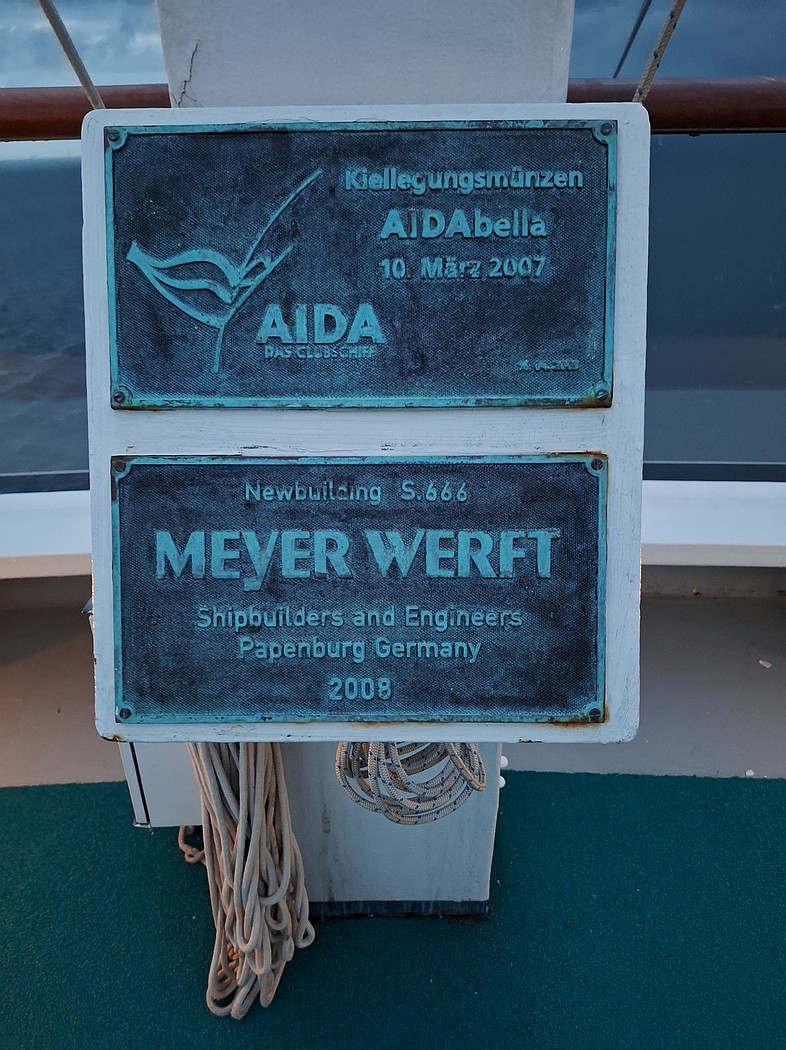 Kiellegungsmünzen
AIDAbella
10. März 2007
AIDA
DAS CLUBSCHIFF
Newbuilding S.666
MEYER WERFT
Shipbuilders and Engineers
Papenburg Germany
2008